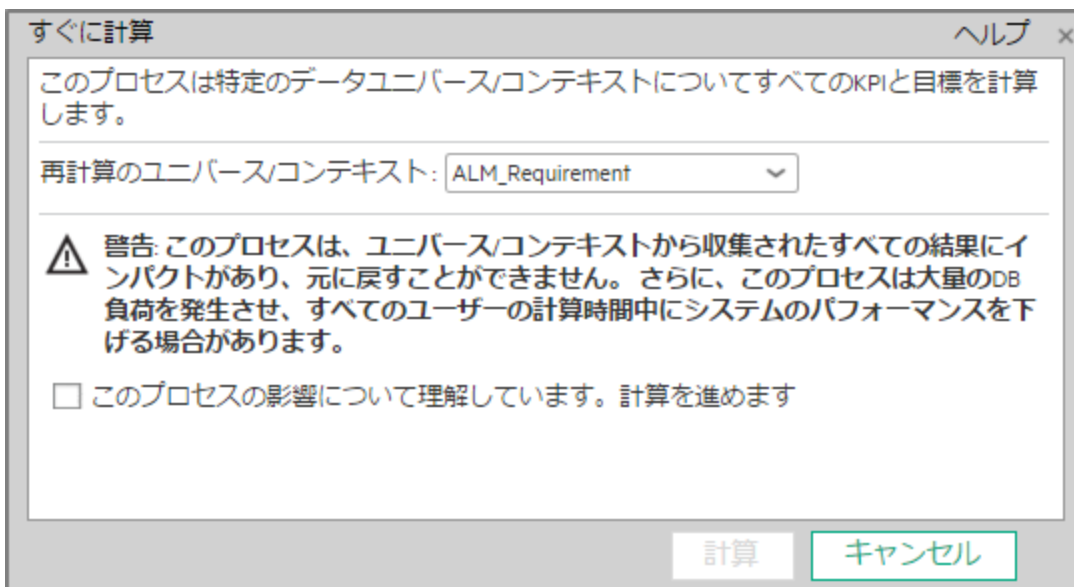 すぐに計算
ヘルプ ×
このプロセスは特定のデータユニバース/コンテキストについてすべてのKPIと目標を計算
します。
再計算のユニバース/コンテキスト: ALM_Requirement
警告: このプロセスは、ユニバース/コンテキストから収集されたすべての結果にイ
ンパクトがあり、元に戻すことができません。 さらに、このプロセスは大量のDB
負荷を発生させ、すべてのユーザーの計算時間中にシステムのパフォーマンスを下
げる場合があります。
このプロセスの影響について理解しています。計算を進めます
計算
キャンセル